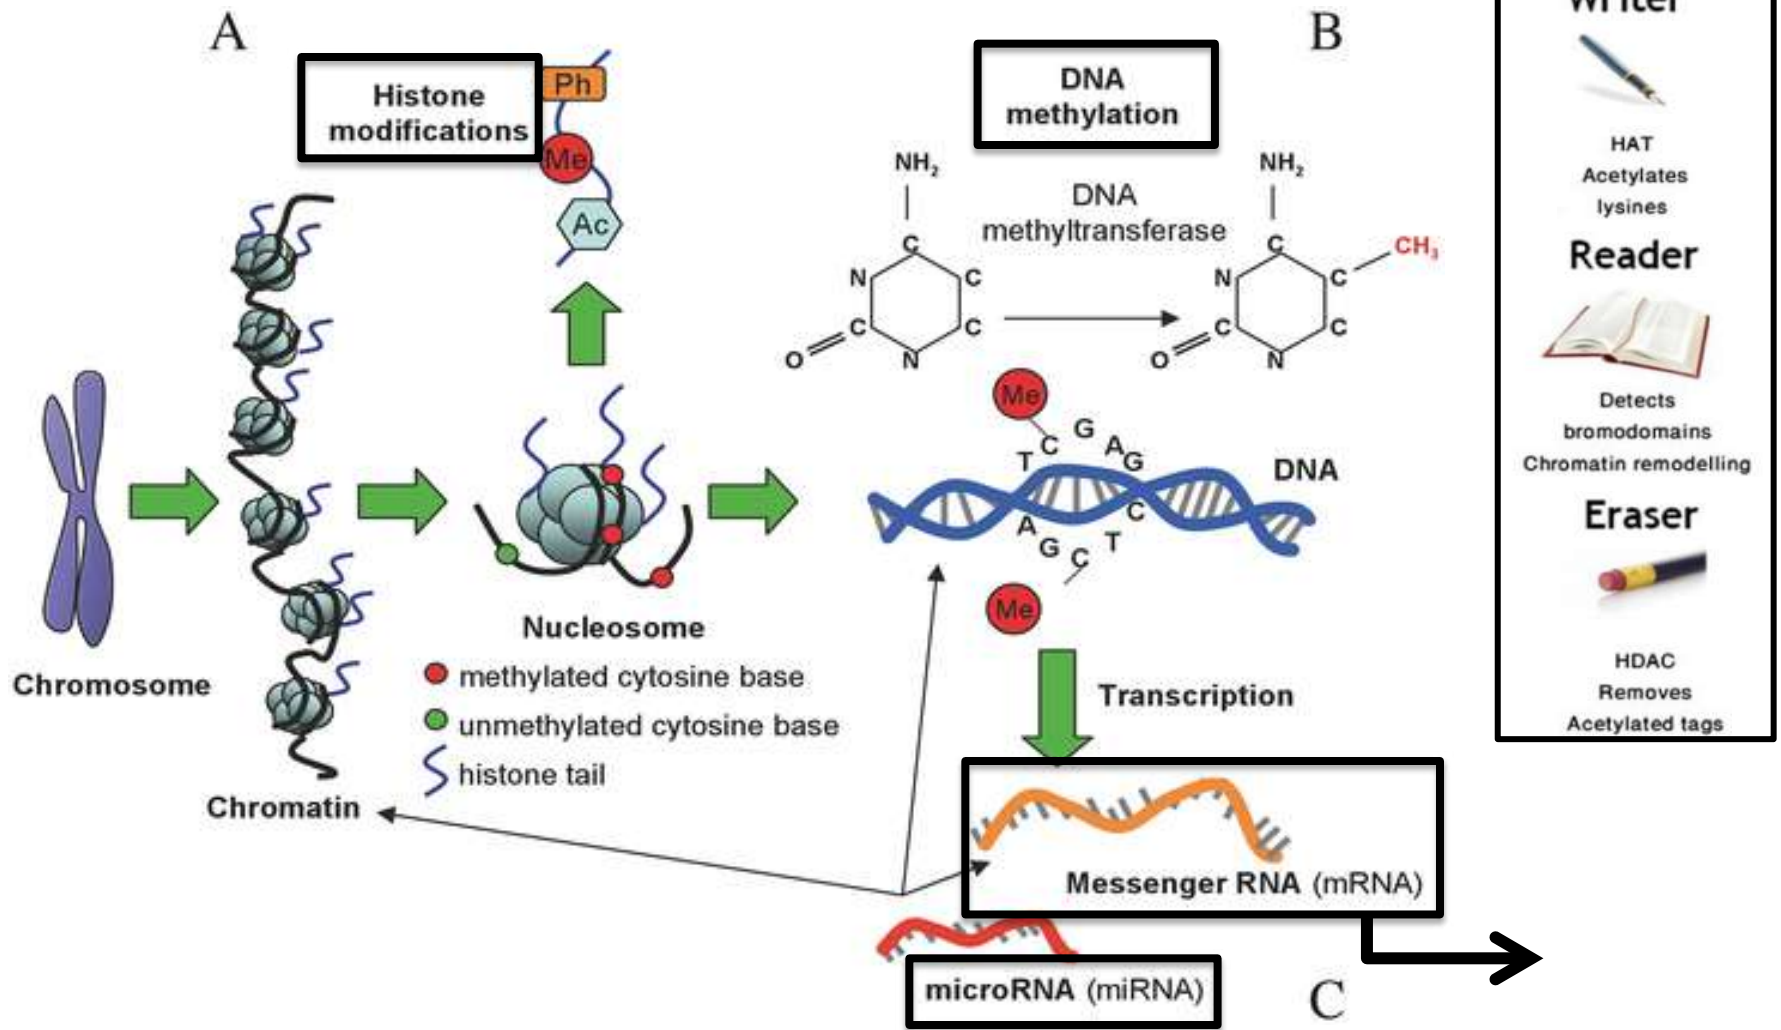 A
Histone
modifications
Ph
Me
Ac
Chromosome
Chromatin
Nucleosome
methylated cytosine base
unmethylated cytosine base
histone tail
B
DNA
methylation
NH2
C
N
C
C
O
N
DNA
methyltransferase
NH2
C
CH3
N
C
C
C
O
N
Me
T C G A G
DNA
A G C T C
Me
Transcription
Messenger RNA (mRNA)
microRNA (miRNA)
C
Writer
HAT
Acetylates
lysines
Reader
Detects
bromodomains
Chromatin remodelling
Eraser
HDAC
Removes
Acetylated tags